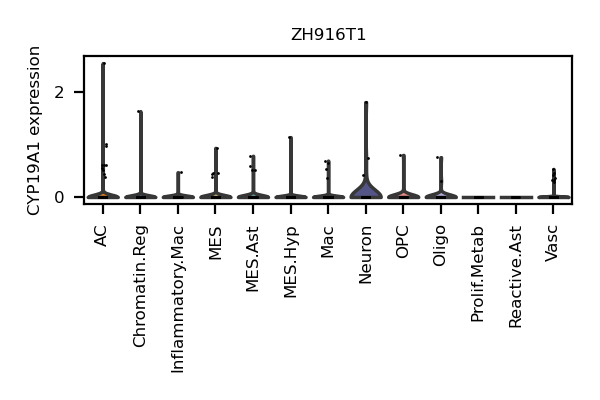 ZH916T1
CYP19A1 expression
2
0
AC
Chromatin.Reg
Inflammatory.Mac
MES
MES.Ast
MES.Hyp
Mac
Neuron
OPC
Oligo
Prolif.Metab
Reactive.Ast
Vasc